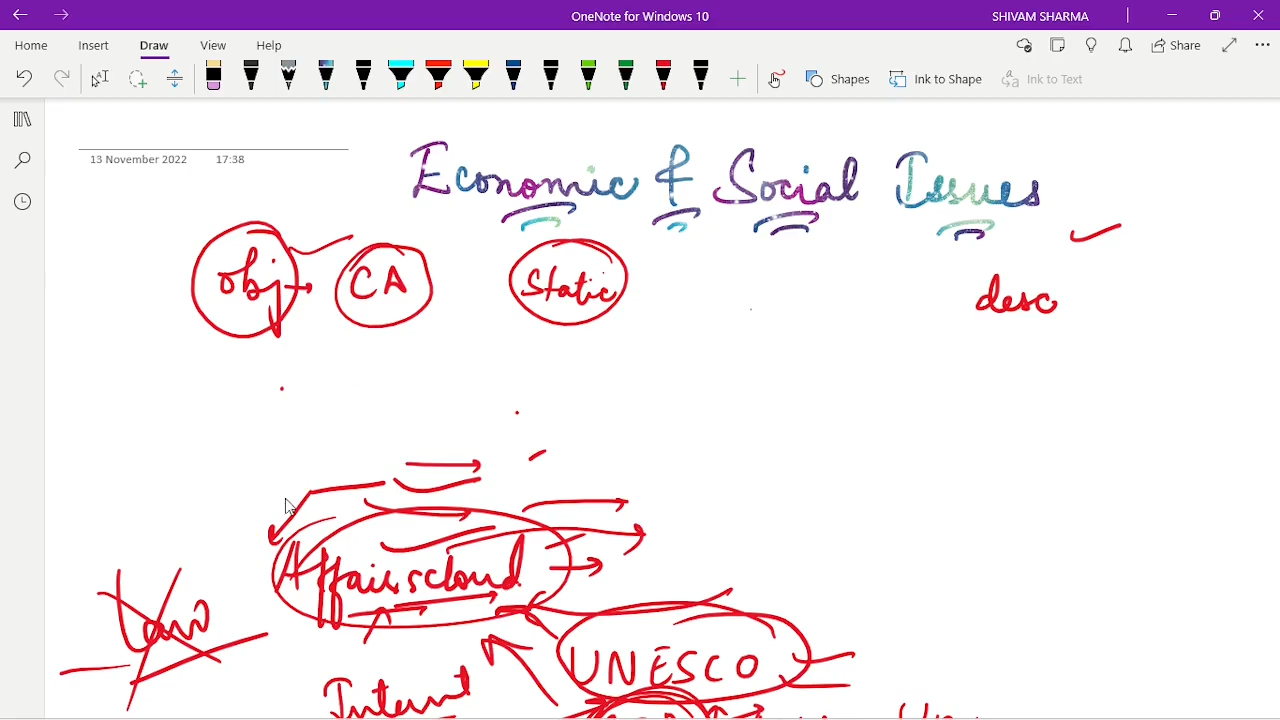 OneNote for Windows 10
SHIVAM SHARMA
Home Insert Draw View Help
Share
Shapes Ink to Shape Ink to Text
13 November 2022 17:38
Economic & Social Issues
Obj CA Static
desc
Affairscloud
UNESCO